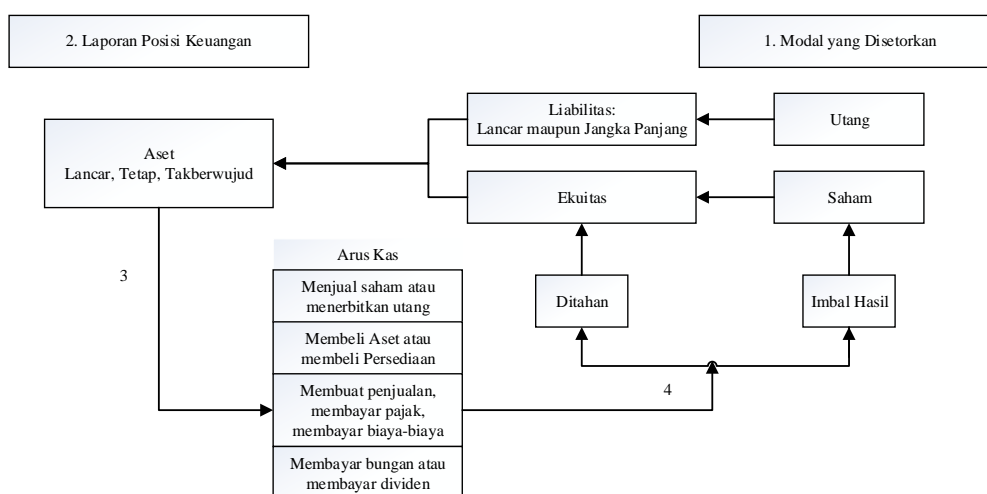 2. Laporan Posisi Keuangan
1. Modal yang Disetorkan
Liabilitas:
Lancar maupun Jangka Panjang
Utang
Aset
Lancar, Tetap, Takberwujud
Ekuitas
Saham
3
Arus Kas
Menjual saham atau
menerbitkan utang
Ditahan
Imbal Hasil
Membeli Aset atau
membeli Persediaan
4
Membuat penjualan,
membayar pajak,
membayar biaya-biaya
Membayar bungan atau
membayar dividen